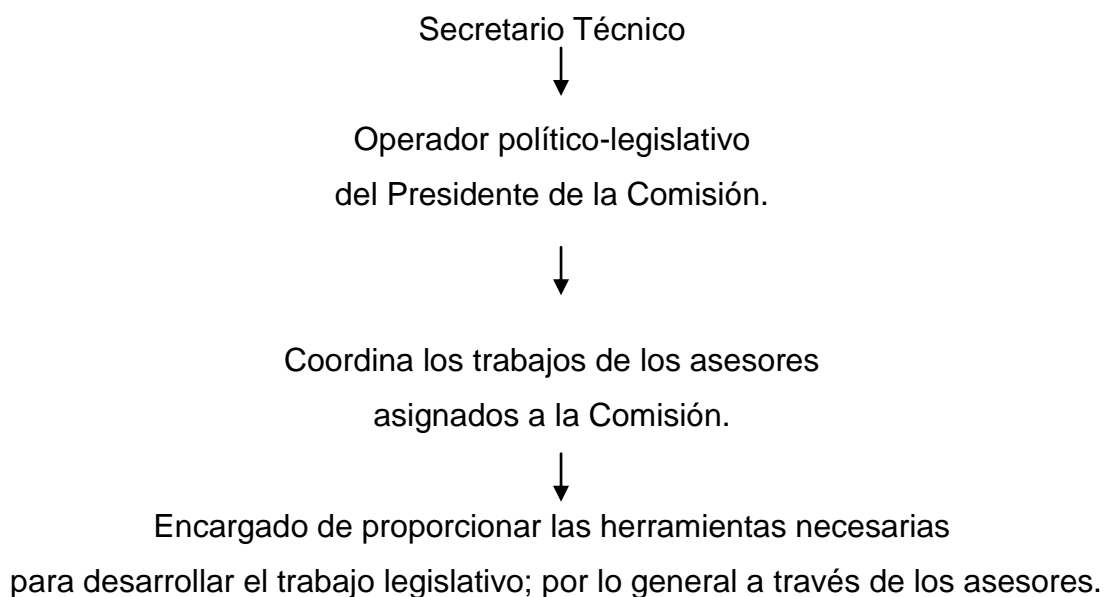 Secretario Técnico
Operador político-legislativo
del Presidente de la Comisión.
Coordina los trabajos de los asesores
asignados a la Comisión.
Encargado de proporcionar las herramientas necesarias
para desarrollar el trabajo legislativo; por lo general a través de los asesores.